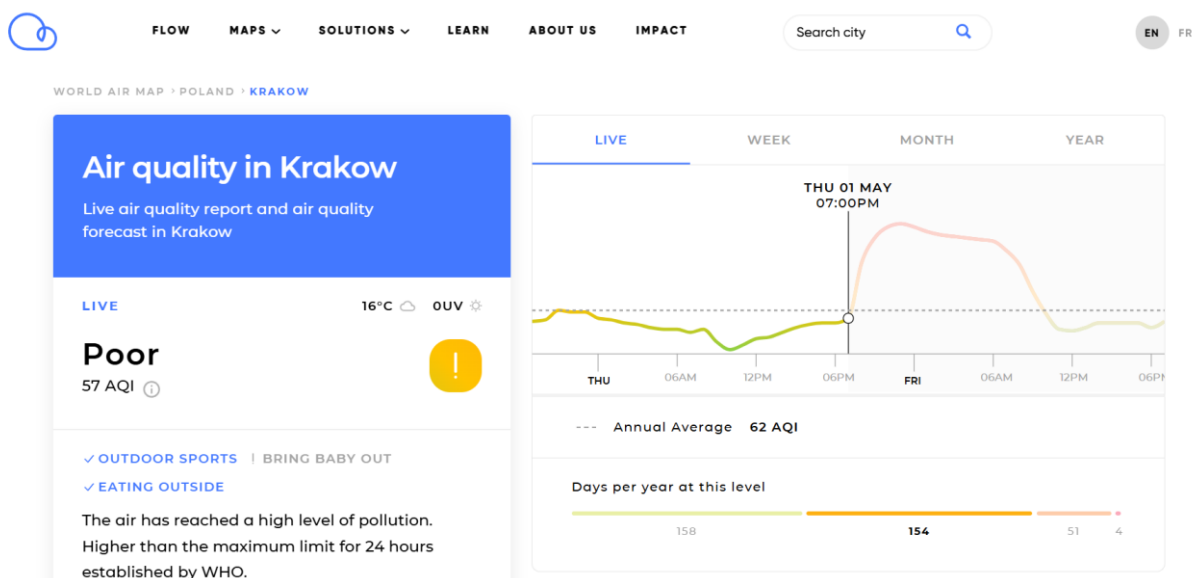 FLOW MAPS SOLUTIONS LEARN ABOUT US IMPACT Search city EN FR
WORLD AIR MAP > POLAND > KRAKOW
Air quality in Krakow
Live air quality report and air quality
forecast in Krakow
LIVE 16°C 0UV
Poor
57 AQI
!
OUTDOOR SPORTS ! BRING BABY OUT
EATING OUTSIDE
The air has reached a high level of pollution.
Higher than the maximum limit for 24 hours
established by WHO.
LIVE WEEK MONTH YEAR
THU 01 MAY
07:00PM
THU 06AM 12PM 06PM FRI 06AM 12PM 06PM
--- Annual Average 62 AQI
Days per year at this level
158 154 51 4